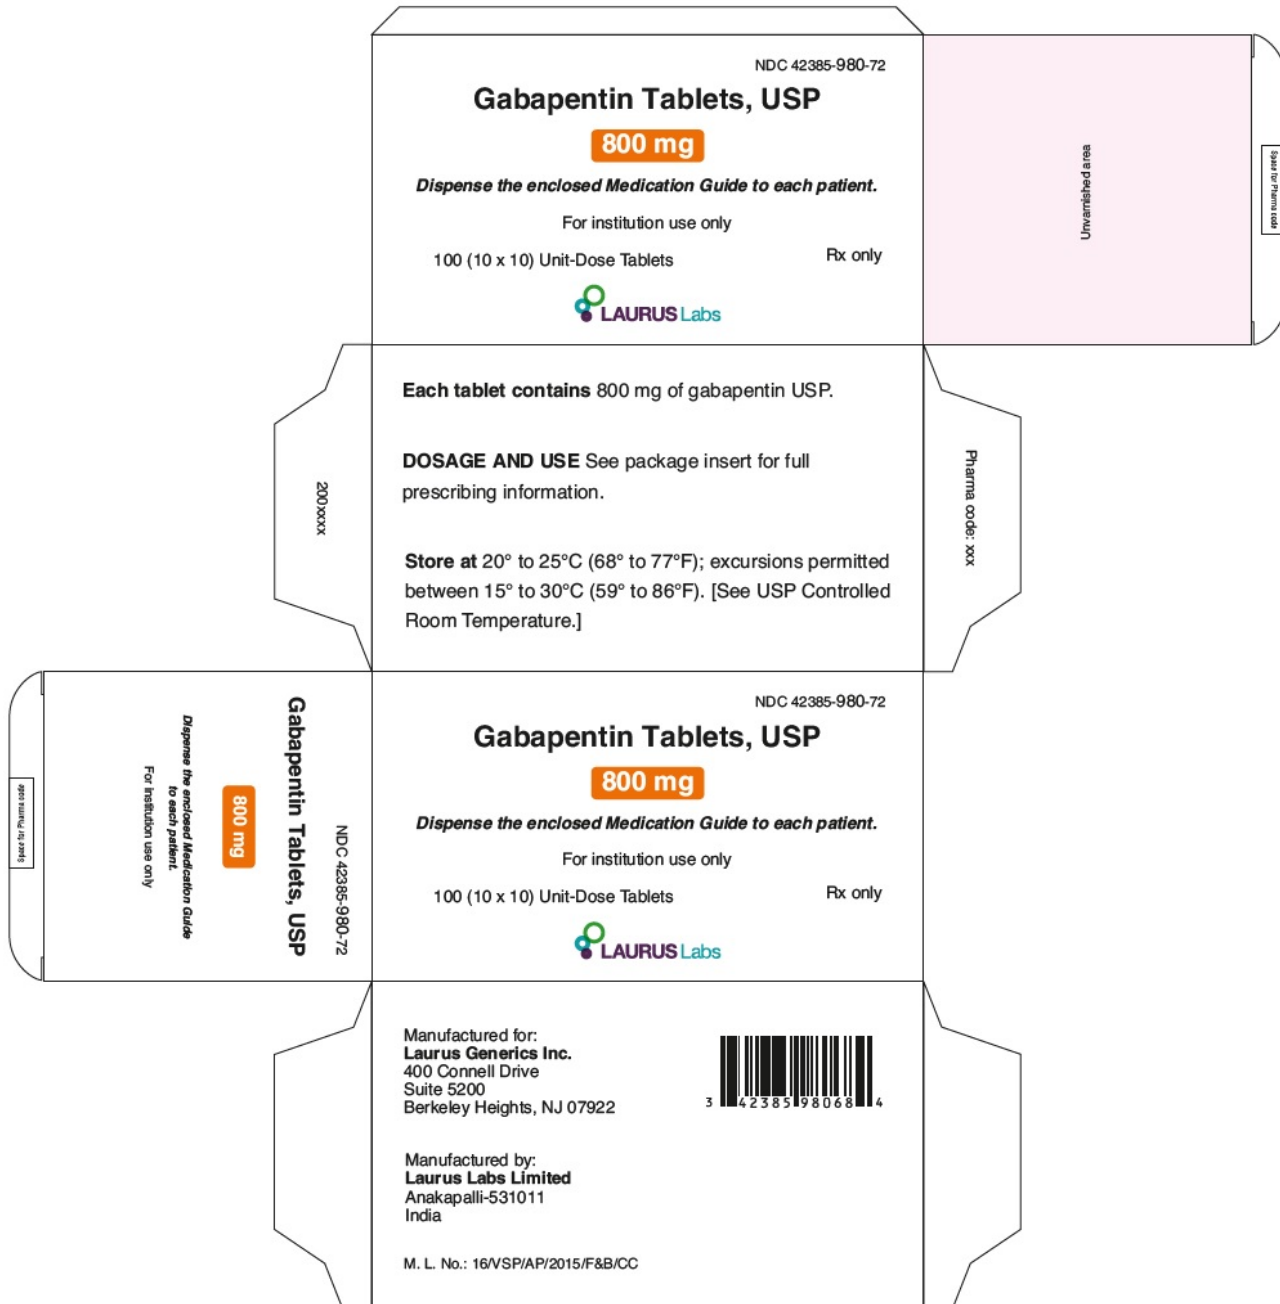 NDC 42385-980-72
Gabapentin Tablets, USP
800 mg
Dispense the enclosed Medication Guide to each patient.
For institution use only
100 (10 x 10) Unit-Dose Tablets
Rx only
LAURUS Labs
Unvarnished area
Space for Pharma code
Each tablet contains 800 mg of gabapentin USP.
DOSAGE AND USE See package insert for full
prescribing information.
Store at 20° to 25°C (68° to 77°F); excursions permitted
between 15° to 30°C (59° to 86°F). [See USP Controlled
Room Temperature.]
200xxxx
Pharma code: xxx
NDC 42385-980-72
Gabapentin Tablets, USP
800 mg
Dispense the enclosed Medication Guide
to each patient.
For institution use only
Space for Pharma code
NDC 42385-980-72
Gabapentin Tablets, USP
800 mg
Dispense the enclosed Medication Guide to each patient.
For institution use only
100 (10 x 10) Unit-Dose Tablets
Rx only
LAURUS Labs
Manufactured for:
Laurus Generics Inc.
400 Connell Drive
Suite 5200
Berkeley Heights, NJ 07922
3 42385 98068 4
Manufactured by:
Laurus Labs Limited
Anakapalli-531011
India
M. L. No.: 16/VSP/AP/2015/F&B/CC